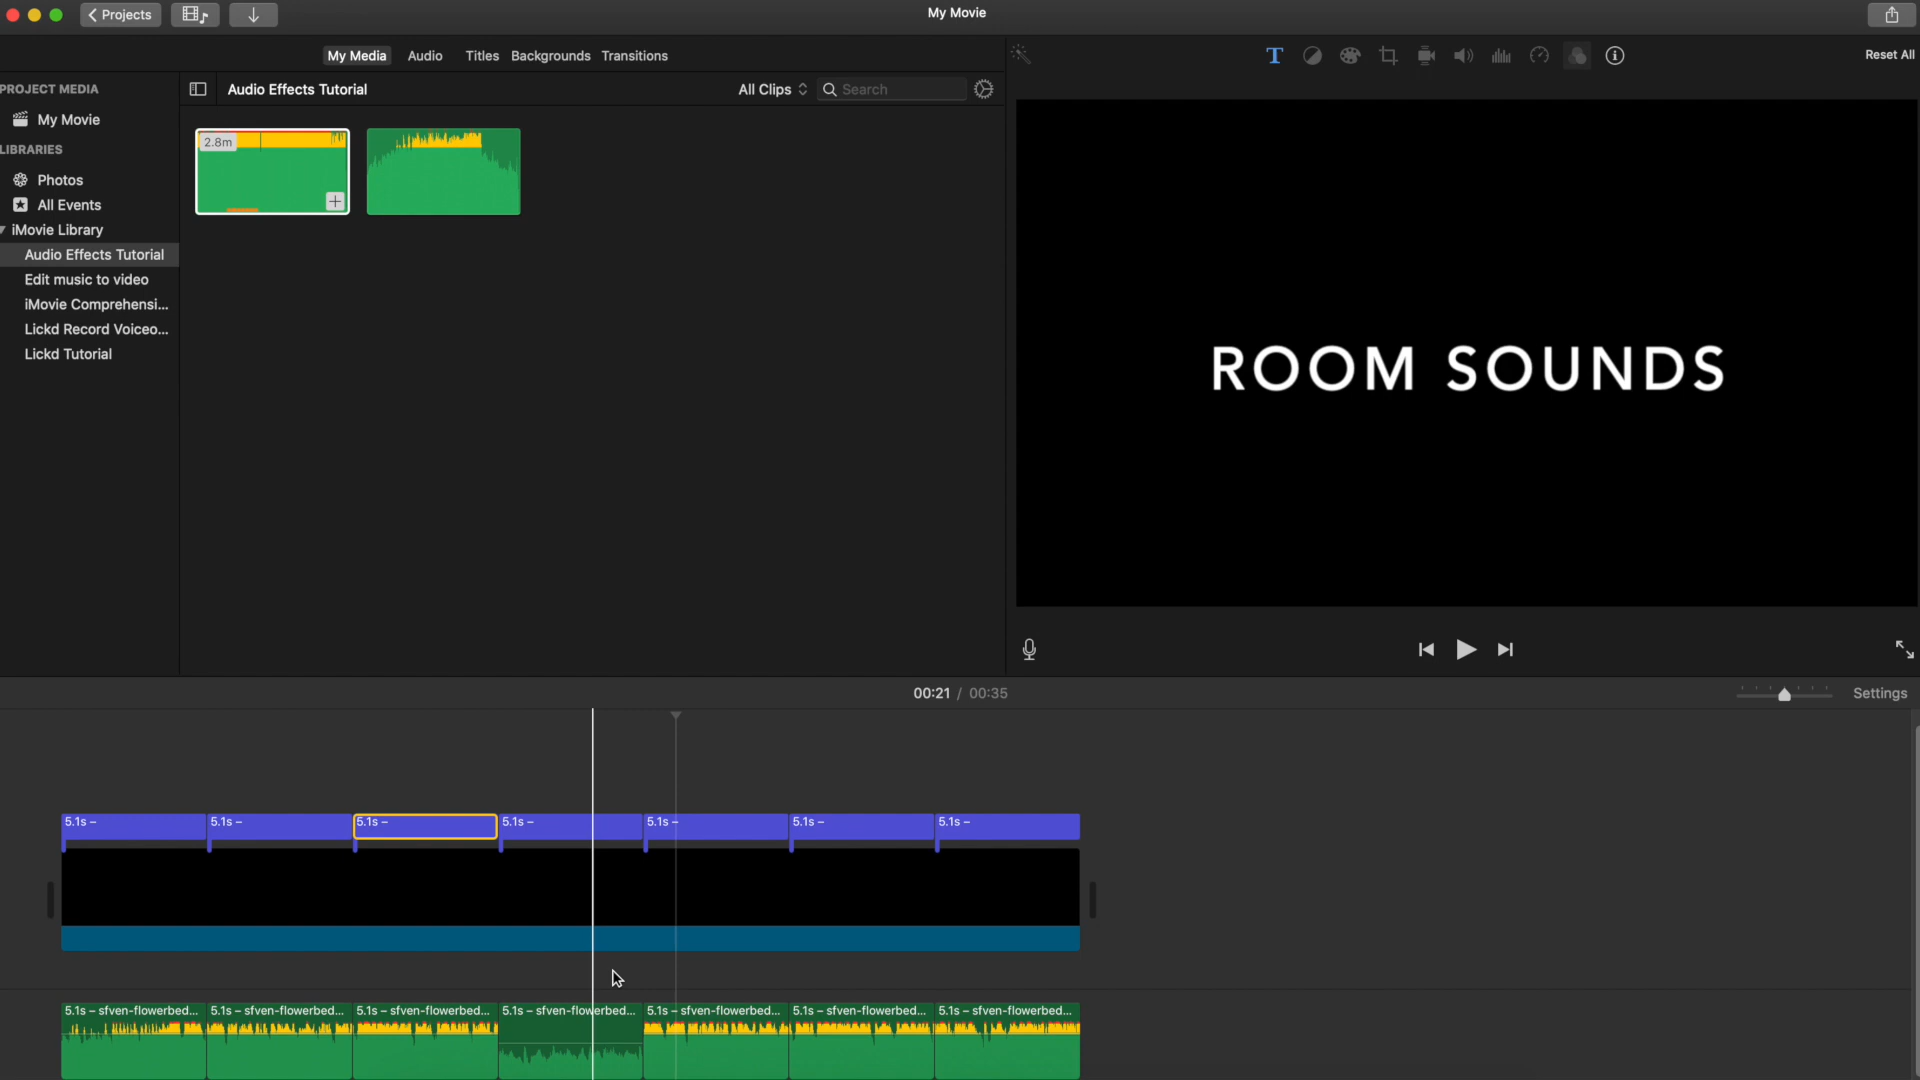 Projects
My Movie
My Media
Audio
Titles
Backgrounds
Transitions
Reset All
PROJECT MEDIA
My Movie
LIBRARIES
Photos
All Events
iMovie Library
Audio Effects Tutorial
Edit music to video
iMovie Comprehensi...
Lickd Record Voiceo...
Lickd Tutorial
Audio Effects Tutorial
All Clips
Search
2.8m
ROOM SOUNDS
00:21 / 00:35
Settings
5.1s –
5.1s –
5.1s –
5.1s –
5.1s –
5.1s –
5.1s –
5.1s – sfven-flowerbed...
5.1s – sfven-flowerbed...
5.1s – sfven-flowerbed...
5.1s – sfven-flowerbed...
5.1s – sfven-flowerbed...
5.1s – sfven-flowerbed...
5.1s – sfven-flowerbed...